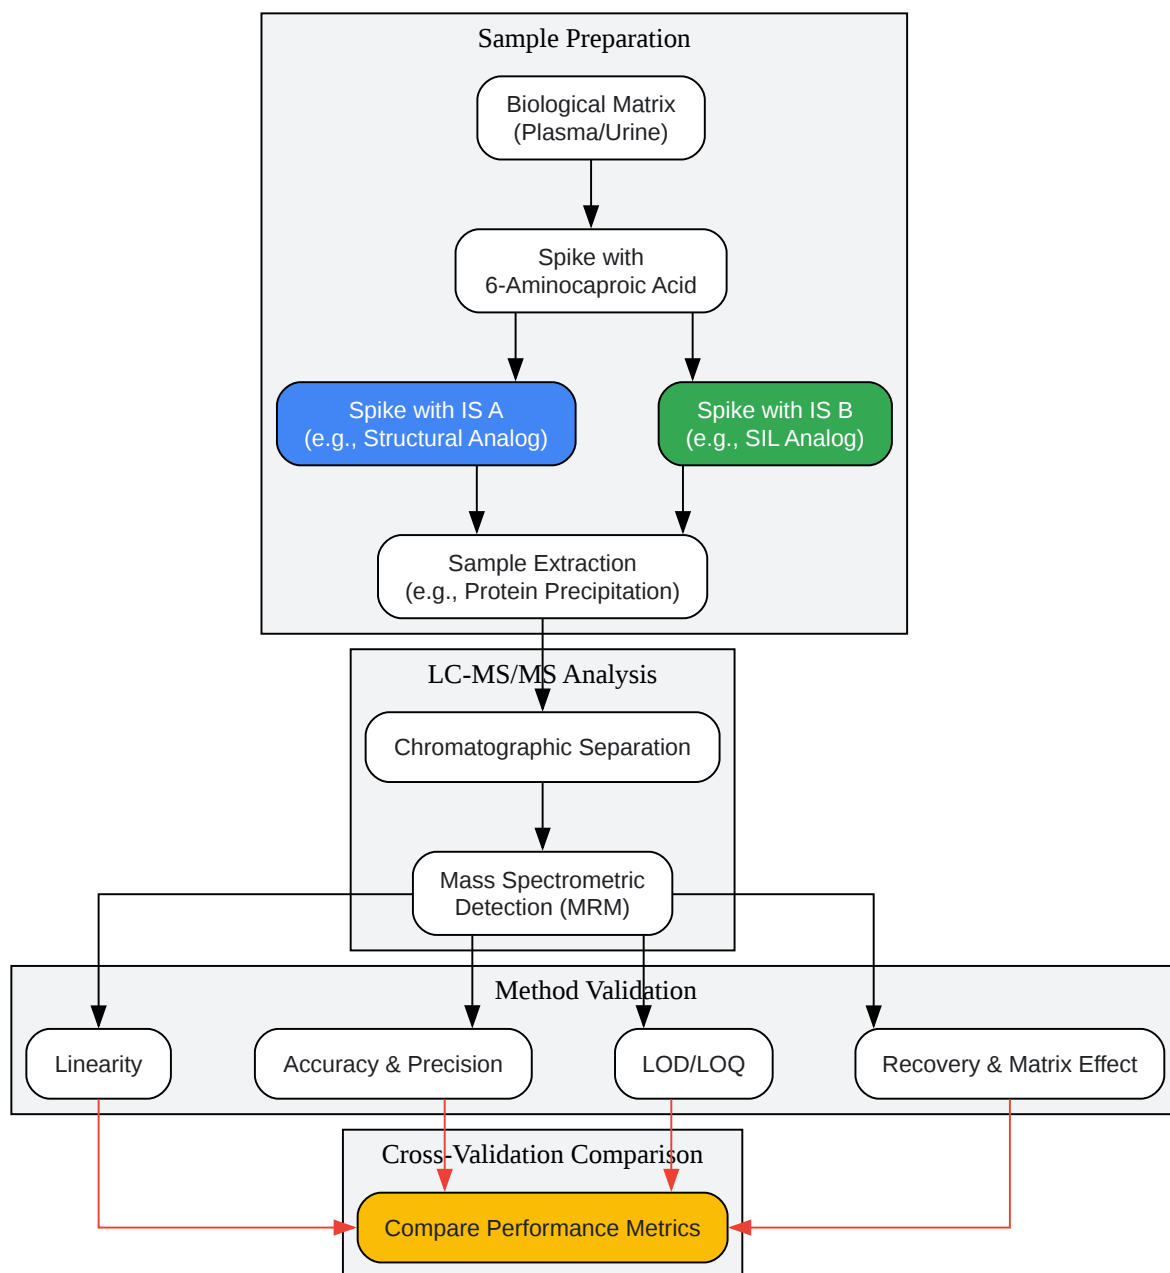 Sample Preparation
Biological Matrix
(Plasma/Urine)
Spike with
6-Aminocaproic Acid
Spike with IS A
(e.g., Structural Analog)
Spike with IS B
(e.g., SIL Analog)
Sample Extraction
(e.g., Protein Precipitation)
LC-MS/MS Analysis
Chromatographic Separation
Mass Spectrometric
Detection (MRM)
Method Validation
Linearity
Accuracy & Precision
LOD/LOQ
Recovery & Matrix Effect
Cross-Validation Comparison
Compare Performance Metrics